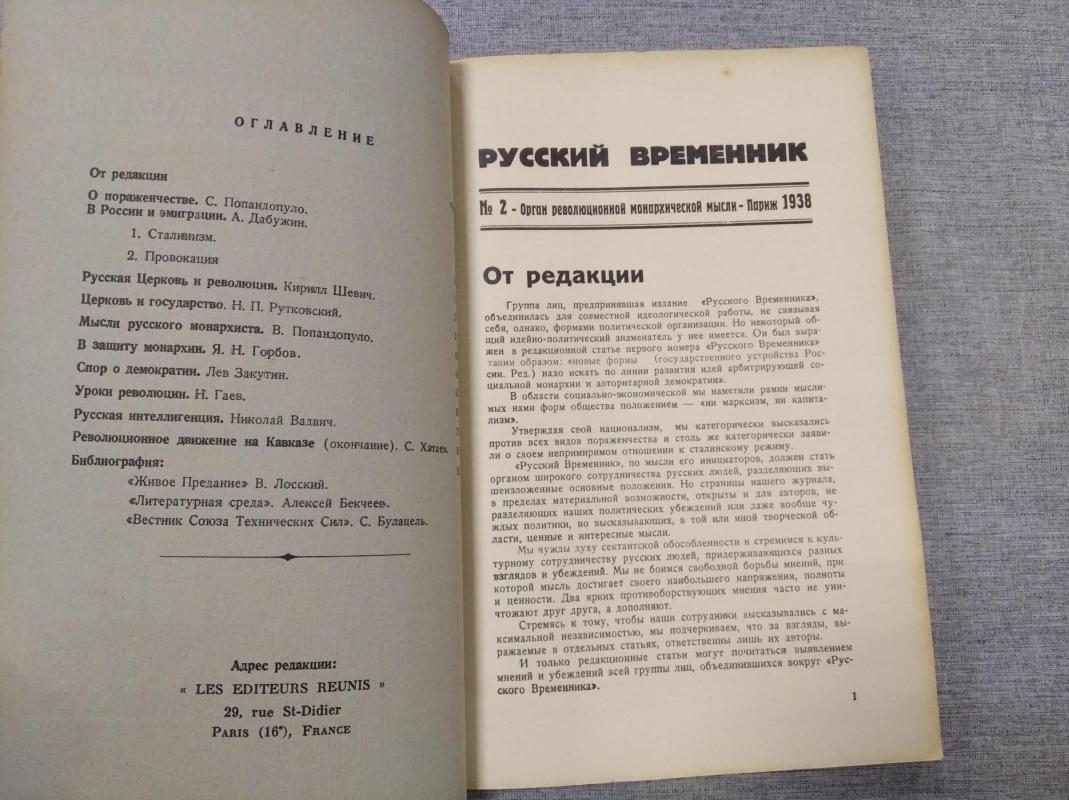 ОГЛАВЛЕНИЕ
От редакции
О пораженчестве. С. Попандопуло.
В России и эмиграции. А. Дабужин.
1. Сталинизм.
2. Провокация
Русская Церковь и революция. Кирилл Шевич.
Церковь и государство. Н. П. Рутковский.
Мысли русского монархиста. В. Попандопуло.
В защиту монархии. Я. Н. Горбов.
Спор о демократии. Лев Закутин.
Уроки революции. Н. Гаев.
Русская интеллигенция. Николай Вадвич.
Революционное движение на Кавказе (окончание). С. Хатаев.
Библиография:
«Живое Предание» В. Лосский.
«Литературная среда». Алексей Бекчеев.
«Вестник Союза Технических Сил». С. Булацель.
Адрес редакции:
" LES EDITEURS REUNIS "
29, rue St-Didier
PARIS (16e), FRANCE
РУССКИЙ ВРЕМЕННИК
№ 2 - Орган революционной монархической мысли - Париж 1938
От редакции
Группа лиц, предпринявшая издание «Русского Временника»,
объединилась для совместной идеологической работы, не связывая
себя, однако, формами политической организации. Но некоторый об-
щий идейно-политический знаменатель у нее имеется. Он был выра-
жен в редакционной статье первого номера «Русского Временника»
таким образом: «новые формы (государственного устройства Рос-
сии. Ред.) надо искать по линии развития идей арбитрирующей со-
циальной монархии и авторитарной демократии».
В области социально-экономической мы наметили рамки мысли-
мых нами форм общества положением — «ни марксизм, ни капита-
лизм».
Утверждая свой национализм, мы категорически высказались
против всех видов пораженчества и столь же категорически заяви-
ли о своем непримиримом отношении к сталинскому режиму.
«Русский Временник», по мысли его инициаторов, должен стать
органом широкого сотрудничества русских людей, разделяющих вы-
шеизложенные основные положения. Но страницы нашего журнала,
в пределах материальной возможности, открыты и для авторов, не
разделяющих наших политических убеждений или даже вообще чу-
ждых политики, но высказывающих, в той или иной творческой об-
ласти, ценные и интересные мысли.
Мы чужды духу сектантской обособленности и стремимся к куль-
турному сотрудничеству русских людей, придерживающихся разных
взглядов и убеждений. Мы не боимся свободной борьбы мнений, при
которой мысль достигает своего наибольшего напряжения, полноты
и ценности. Два ярких противоборствующих мнения часто не уни-
чтожают друг друга, а дополняют.
Стремясь к тому, чтобы наши сотрудники высказывались с ма-
ксимальной независимостью, мы подчеркиваем, что за взгляды, вы-
ражаемые в отдельных статьях, ответственны лишь их авторы.
И только редакционные статьи могут почитаться выявлением
мнений и убеждений всей группы лиц, объединившихся вокруг «Рус-
ского Временника».
1